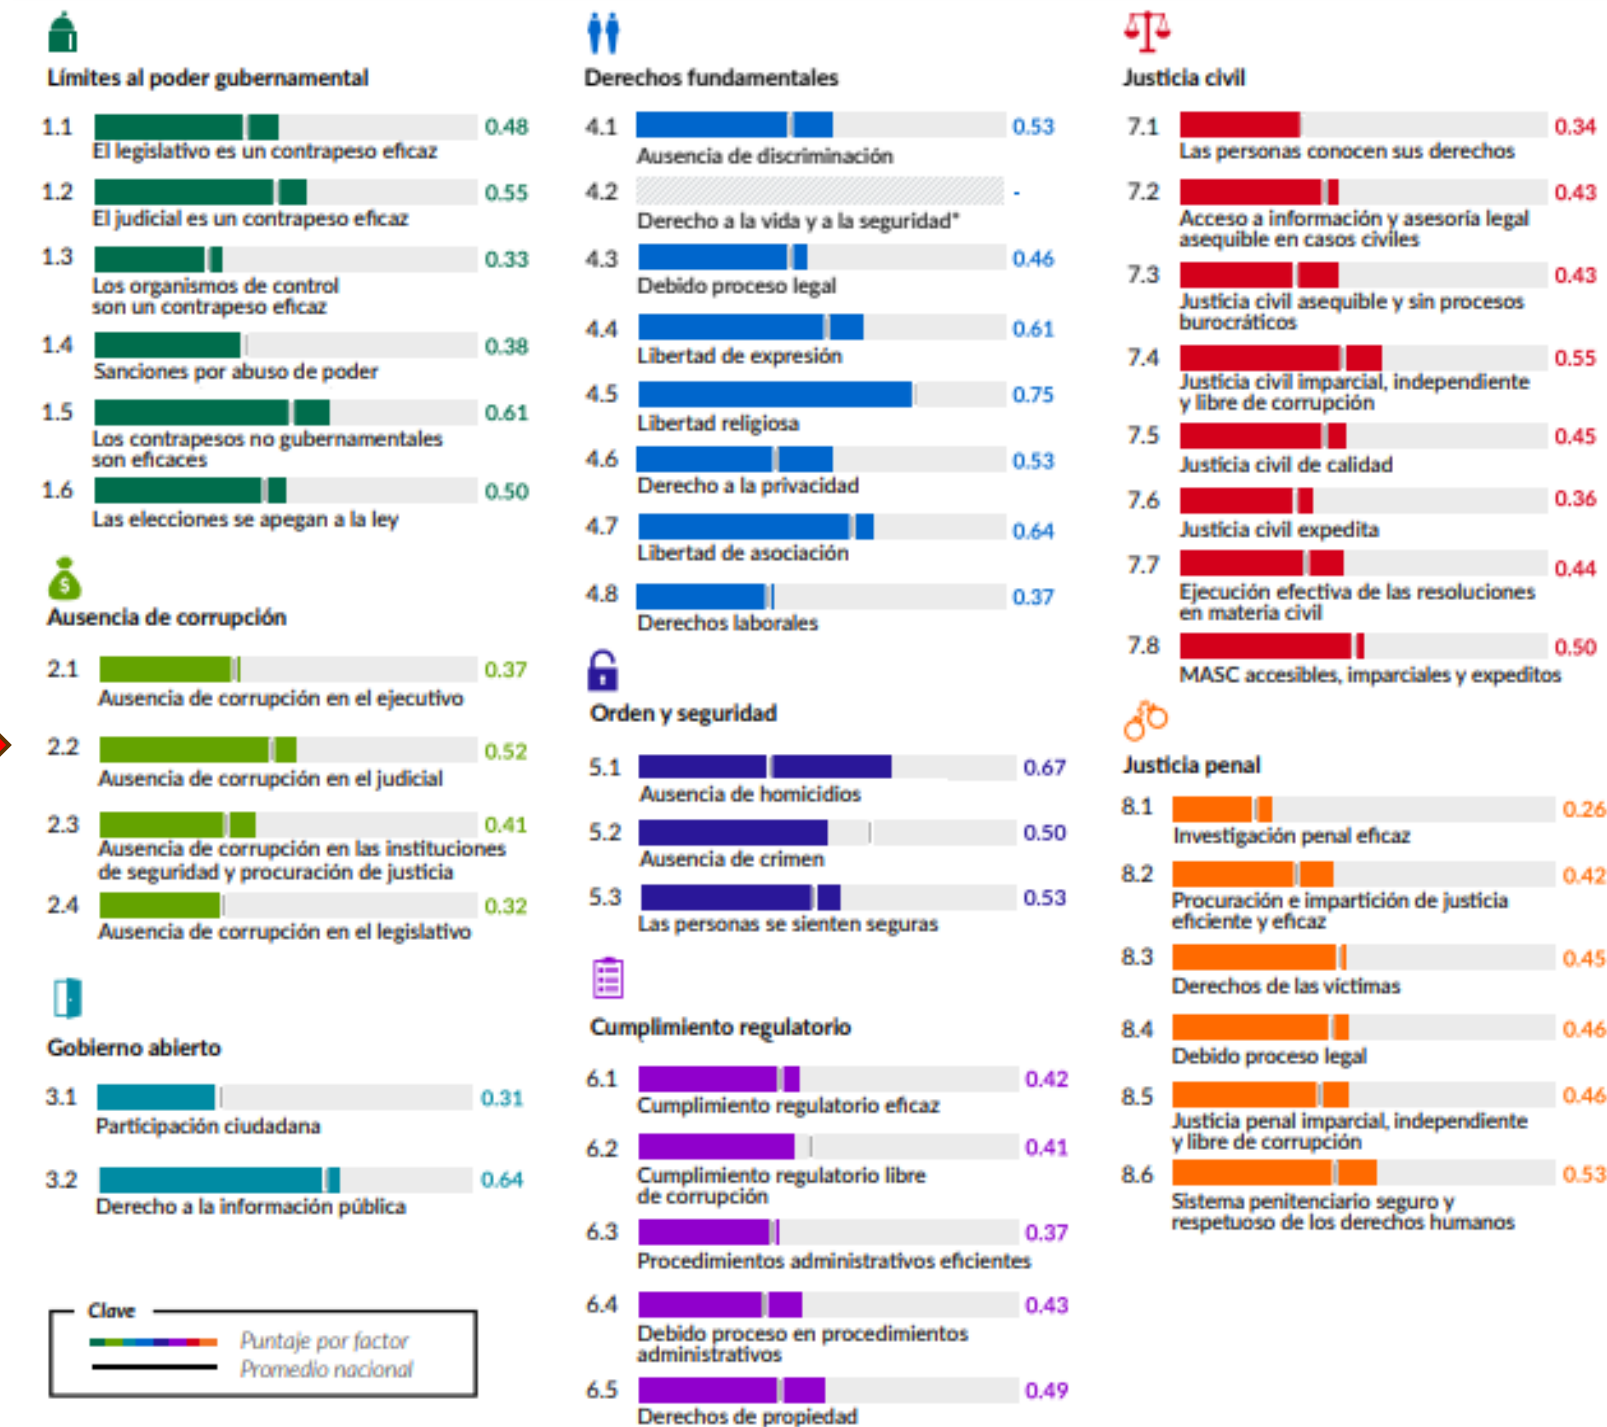 Límites al poder gubernamental
1.1 0.48
El legislativo es un contrapeso eficaz
1.2 0.55
El judicial es un contrapeso eficaz
1.3 0.33
Los organismos de control
son un contrapeso eficaz
1.4 0.38
Sanciones por abuso de poder
1.5 0.61
Los contrapesos no gubernamentales
son eficaces
1.6 0.50
Las elecciones se apegan a la ley
$
Ausencia de corrupción
2.1 0.37
Ausencia de corrupción en el ejecutivo
2.2 0.52
Ausencia de corrupción en el judicial
2.3 0.41
Ausencia de corrupción en las instituciones
de seguridad y procuración de justicia
2.4 0.32
Ausencia de corrupción en el legislativo
Gobierno abierto
3.1 0.31
Participación ciudadana
3.2 0.64
Derecho a la información pública
Clave
Puntaje por factor
Promedio nacional
Derechos fundamentales
4.1 0.53
Ausencia de discriminación
4.2 -
Derecho a la vida y a la seguridad*
4.3 0.46
Debido proceso legal
4.4 0.61
Libertad de expresión
4.5 0.75
Libertad religiosa
4.6 0.53
Derecho a la privacidad
4.7 0.64
Libertad de asociación
4.8 0.37
Derechos laborales
Orden y seguridad
5.1 0.67
Ausencia de homicidios
5.2 0.50
Ausencia de crimen
5.3 0.53
Las personas se sienten seguras
Cumplimiento regulatorio
6.1 0.42
Cumplimiento regulatorio eficaz
6.2 0.41
Cumplimiento regulatorio libre
de corrupción
6.3 0.37
Procedimientos administrativos eficientes
6.4 0.43
Debido proceso en procedimientos
administrativos
6.5 0.49
Derechos de propiedad
Justicia civil
7.1 0.34
Las personas conocen sus derechos
7.2 0.43
Acceso a información y asesoría legal
asequible en casos civiles
7.3 0.43
Justicia civil asequible y sin procesos
burocráticos
7.4 0.55
Justicia civil imparcial, independiente
y libre de corrupción
7.5 0.45
Justicia civil de calidad
7.6 0.36
Justicia civil expedita
7.7 0.44
Ejecución efectiva de las resoluciones
en materia civil
7.8 0.50
MASC accesibles, imparciales y expeditos
Justicia penal
8.1 0.26
Investigación penal eficaz
8.2 0.42
Procuración e impartición de justicia
eficiente y eficaz
8.3 0.45
Derechos de las víctimas
8.4 0.46
Debido proceso legal
8.5 0.46
Justicia penal imparcial, independiente
y libre de corrupción
8.6 0.53
Sistema penitenciario seguro y
respetuoso de los derechos humanos